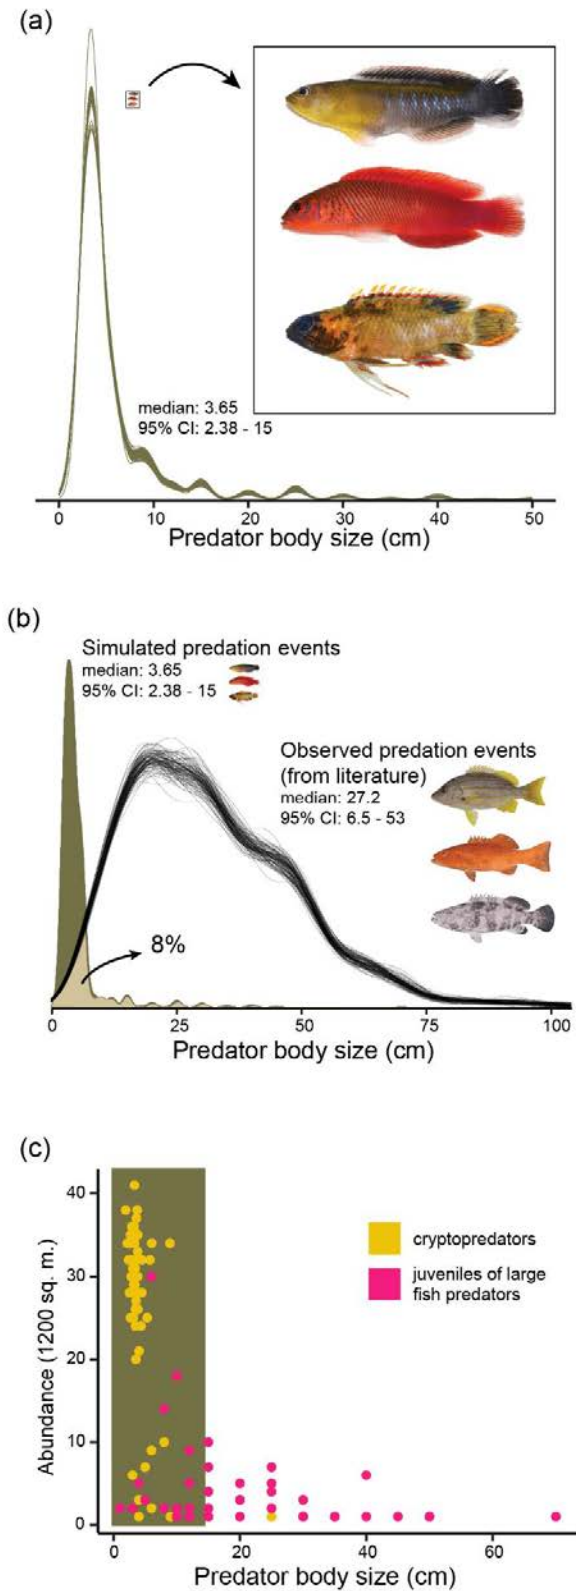 (a)
median: 3.65
95% CI: 2.38 - 15
0 10 20 30 40 50
Predator body size (cm)
(b)
Simulated predation events
median: 3.65
95% CI: 2.38 - 15
Observed predation events
(from literature)
median: 27.2
95% CI: 6.5 - 53
8%
0 25 50 75 100
Predator body size (cm)
(c)
Abundance (1200 sq. m.)
40
30
20
10
0
cryptopredators
juveniles of large
fish predators
0 20 40 60
Predator body size (cm)